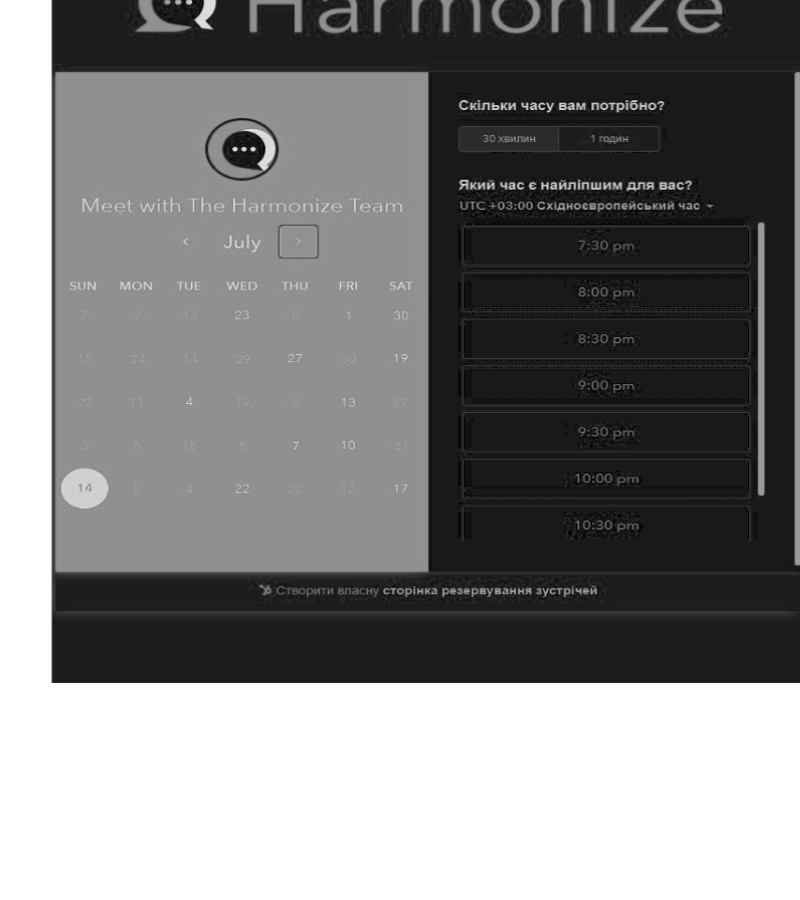 Harmonize
Meet with The Harmonize Team
July
SUN MON TUE WED THU FRI SAT
7 2 13 23 8 1 30
15 24 14 29 27 30 19
22 11 4 19 8 13 27
3 6 18 6 7 10 31
14 5 4 22 20 12 17
Скільки часу вам потрібно?
30 хвилин 1 годин
Який час є найліпшим для вас?
UTC +03:00 Східноєвропейський час
7:30 pm
8:00 pm
8:30 pm
9:00 pm
9:30 pm
10:00 pm
10:30 pm
Створити власну сторінка резервування зустрічей